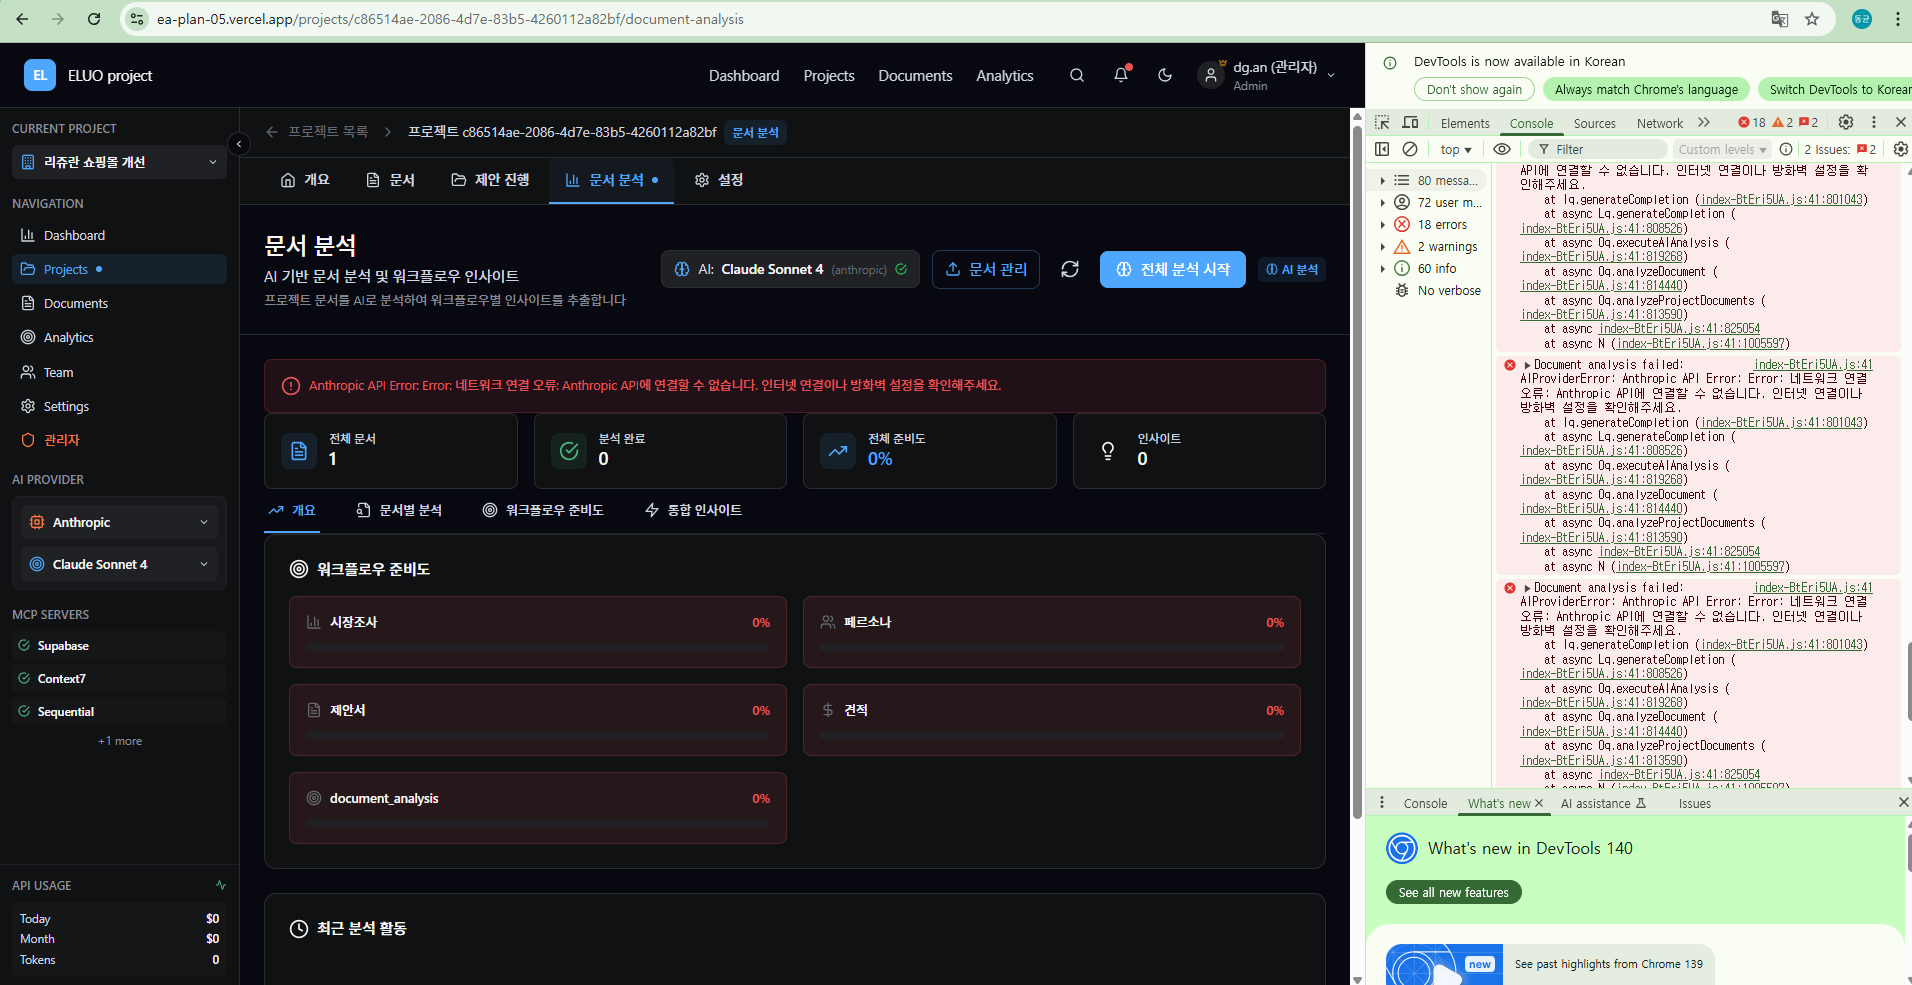 ea-plan-05.vercel.app/projects/c86514ae-2086-4d7e-83b5-4260112a82bf/document-analysis
동균
EL
ELUO project
Dashboard
Projects
Documents
Analytics
dg.an (관리자)
Admin
CURRENT PROJECT
리쥬란 쇼핑몰 개선
NAVIGATION
Dashboard
Projects
Documents
Analytics
Team
Settings
관리자
AI PROVIDER
Anthropic
Claude Sonnet 4
MCP SERVERS
Supabase
Context7
Sequential
+1 more
API USAGE
Today $0
Month $0
Tokens 0
프로젝트 목록
프로젝트 c86514ae-2086-4d7e-83b5-4260112a82bf
문서 분석
개요
문서
제안 진행
문서 분석
설정
문서 분석
AI 기반 문서 분석 및 워크플로우 인사이트
프로젝트 문서를 AI로 분석하여 워크플로우별 인사이트를 추출합니다
AI: Claude Sonnet 4 (anthropic)
문서 관리
전체 분석 시작
AI 분석
Anthropic API Error: Error: 네트워크 연결 오류: Anthropic API에 연결할 수 없습니다. 인터넷 연결이나 방화벽 설정을 확인해주세요.
전체 문서
1
분석 완료
0
전체 준비도
0%
인사이트
0
개요
문서별 분석
워크플로우 준비도
통합 인사이트
워크플로우 준비도
시장조사 0%
페르소나 0%
제안서 0%
견적 0%
document_analysis 0%
최근 분석 활동
DevTools is now available in Korean
Don't show again
Always match Chrome's language
Switch DevTools to Korean
Elements
Console
Sources
Network
18
2
2
top
Filter
Custom levels
2 Issues: 2
80 messa...
72 user m...
18 errors
2 warnings
60 info
No verbose
API에 연결할 수 없습니다. 인터넷 연결이나 방화벽 설정을 확
인해주세요.
at Iq.generateCompletion (index-BtEri5UA.js:41:801043)
at async Lq.generateCompletion (
index-BtEri5UA.js:41:808526)
at async Oq.executeAIAnalysis (
index-BtEri5UA.js:41:819268)
at async Oq.analyzeDocument (
index-BtEri5UA.js:41:814440)
at async Oq.analyzeProjectDocuments (
index-BtEri5UA.js:41:813590)
at async index-BtEri5UA.js:41:825054
at async N (index-BtEri5UA.js:41:1005597)
Document analysis failed: index-BtEri5UA.js:41
AIProviderError: Anthropic API Error: Error: 네트워크 연결
오류: Anthropic API에 연결할 수 없습니다. 인터넷 연결이나
방화벽 설정을 확인해주세요.
at Iq.generateCompletion (index-BtEri5UA.js:41:801043)
at async Lq.generateCompletion (
index-BtEri5UA.js:41:808526)
at async Oq.executeAIAnalysis (
index-BtEri5UA.js:41:819268)
at async Oq.analyzeDocument (
index-BtEri5UA.js:41:814440)
at async Oq.analyzeProjectDocuments (
index-BtEri5UA.js:41:813590)
at async index-BtEri5UA.js:41:825054
at async N (index-BtEri5UA.js:41:1005597)
Document analysis failed: index-BtEri5UA.js:41
AIProviderError: Anthropic API Error: Error: 네트워크 연결
오류: Anthropic API에 연결할 수 없습니다. 인터넷 연결이나
방화벽 설정을 확인해주세요.
at Iq.generateCompletion (index-BtEri5UA.js:41:801043)
at async Lq.generateCompletion (
index-BtEri5UA.js:41:808526)
at async Oq.executeAIAnalysis (
index-BtEri5UA.js:41:819268)
at async Oq.analyzeDocument (
index-BtEri5UA.js:41:814440)
at async Oq.analyzeProjectDocuments (
index-BtEri5UA.js:41:813590)
at async index-BtEri5UA.js:41:825054
at async N (index-BtEri5UA.js:41:1005597)
Console
What's new
AI assistance
Issues
What's new in DevTools 140
See all new features
new
See past highlights from Chrome 139